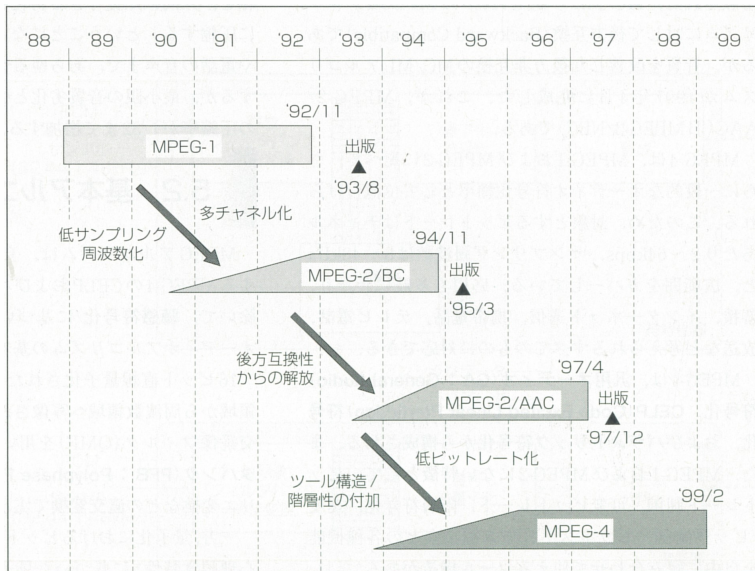 '88 '89 '90 '91 '92 '93 '94 '95 '96 '97 '98 '99
'92/11
MPEG-1
出版
'93/8
多チャネル化
低サンプリング
周波数化
'94/11
MPEG-2/BC
出版
'95/3
後方互換性
からの解放
'97/4
MPEG-2/AAC
出版
'97/12
低ビットレート化
ツール構造/
階層性の付加
'99/2
MPEG-4